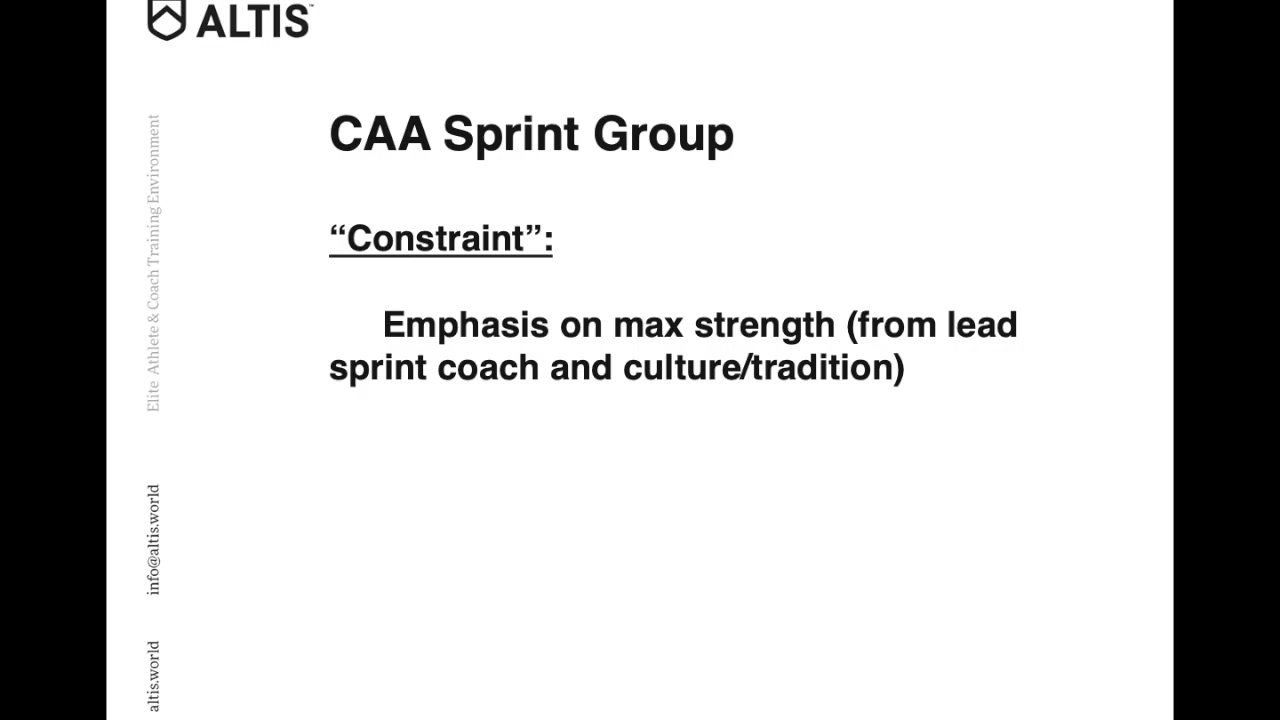 ALTIS™
CAA Sprint Group
“Constraint”:
Emphasis on max strength (from lead
sprint coach and culture/tradition)
Elite Athlete & Coach Training Environment
info@altis.world
altis.world